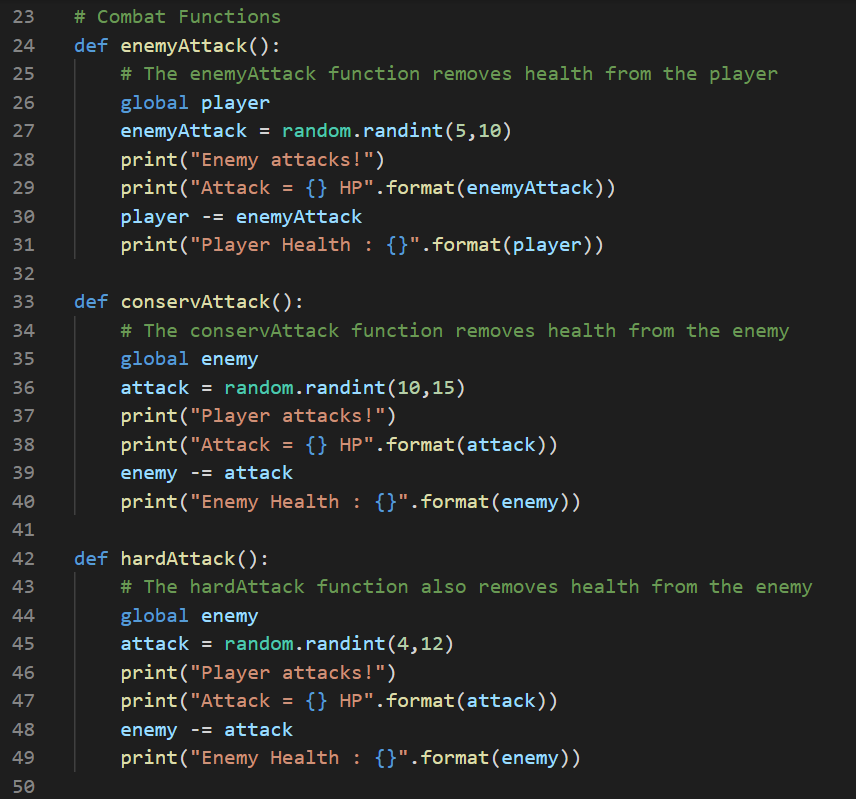 23 # Combat Functions
24 def enemyAttack():
25     # The enemyAttack function removes health from the player
26     global player
27     enemyAttack = random.randint(5,10)
28     print("Enemy attacks!")
29     print("Attack = {} HP".format(enemyAttack))
30     player -= enemyAttack
31     print("Player Health : {}".format(player))
32
33 def conservAttack():
34     # The conservAttack function removes health from the enemy
35     global enemy
36     attack = random.randint(10,15)
37     print("Player attacks!")
38     print("Attack = {} HP".format(attack))
39     enemy -= attack
40     print("Enemy Health : {}".format(enemy))
41
42 def hardAttack():
43     # The hardAttack function also removes health from the enemy
44     global enemy
45     attack = random.randint(4,12)
46     print("Player attacks!")
47     print("Attack = {} HP".format(attack))
48     enemy -= attack
49     print("Enemy Health : {}".format(enemy))
50